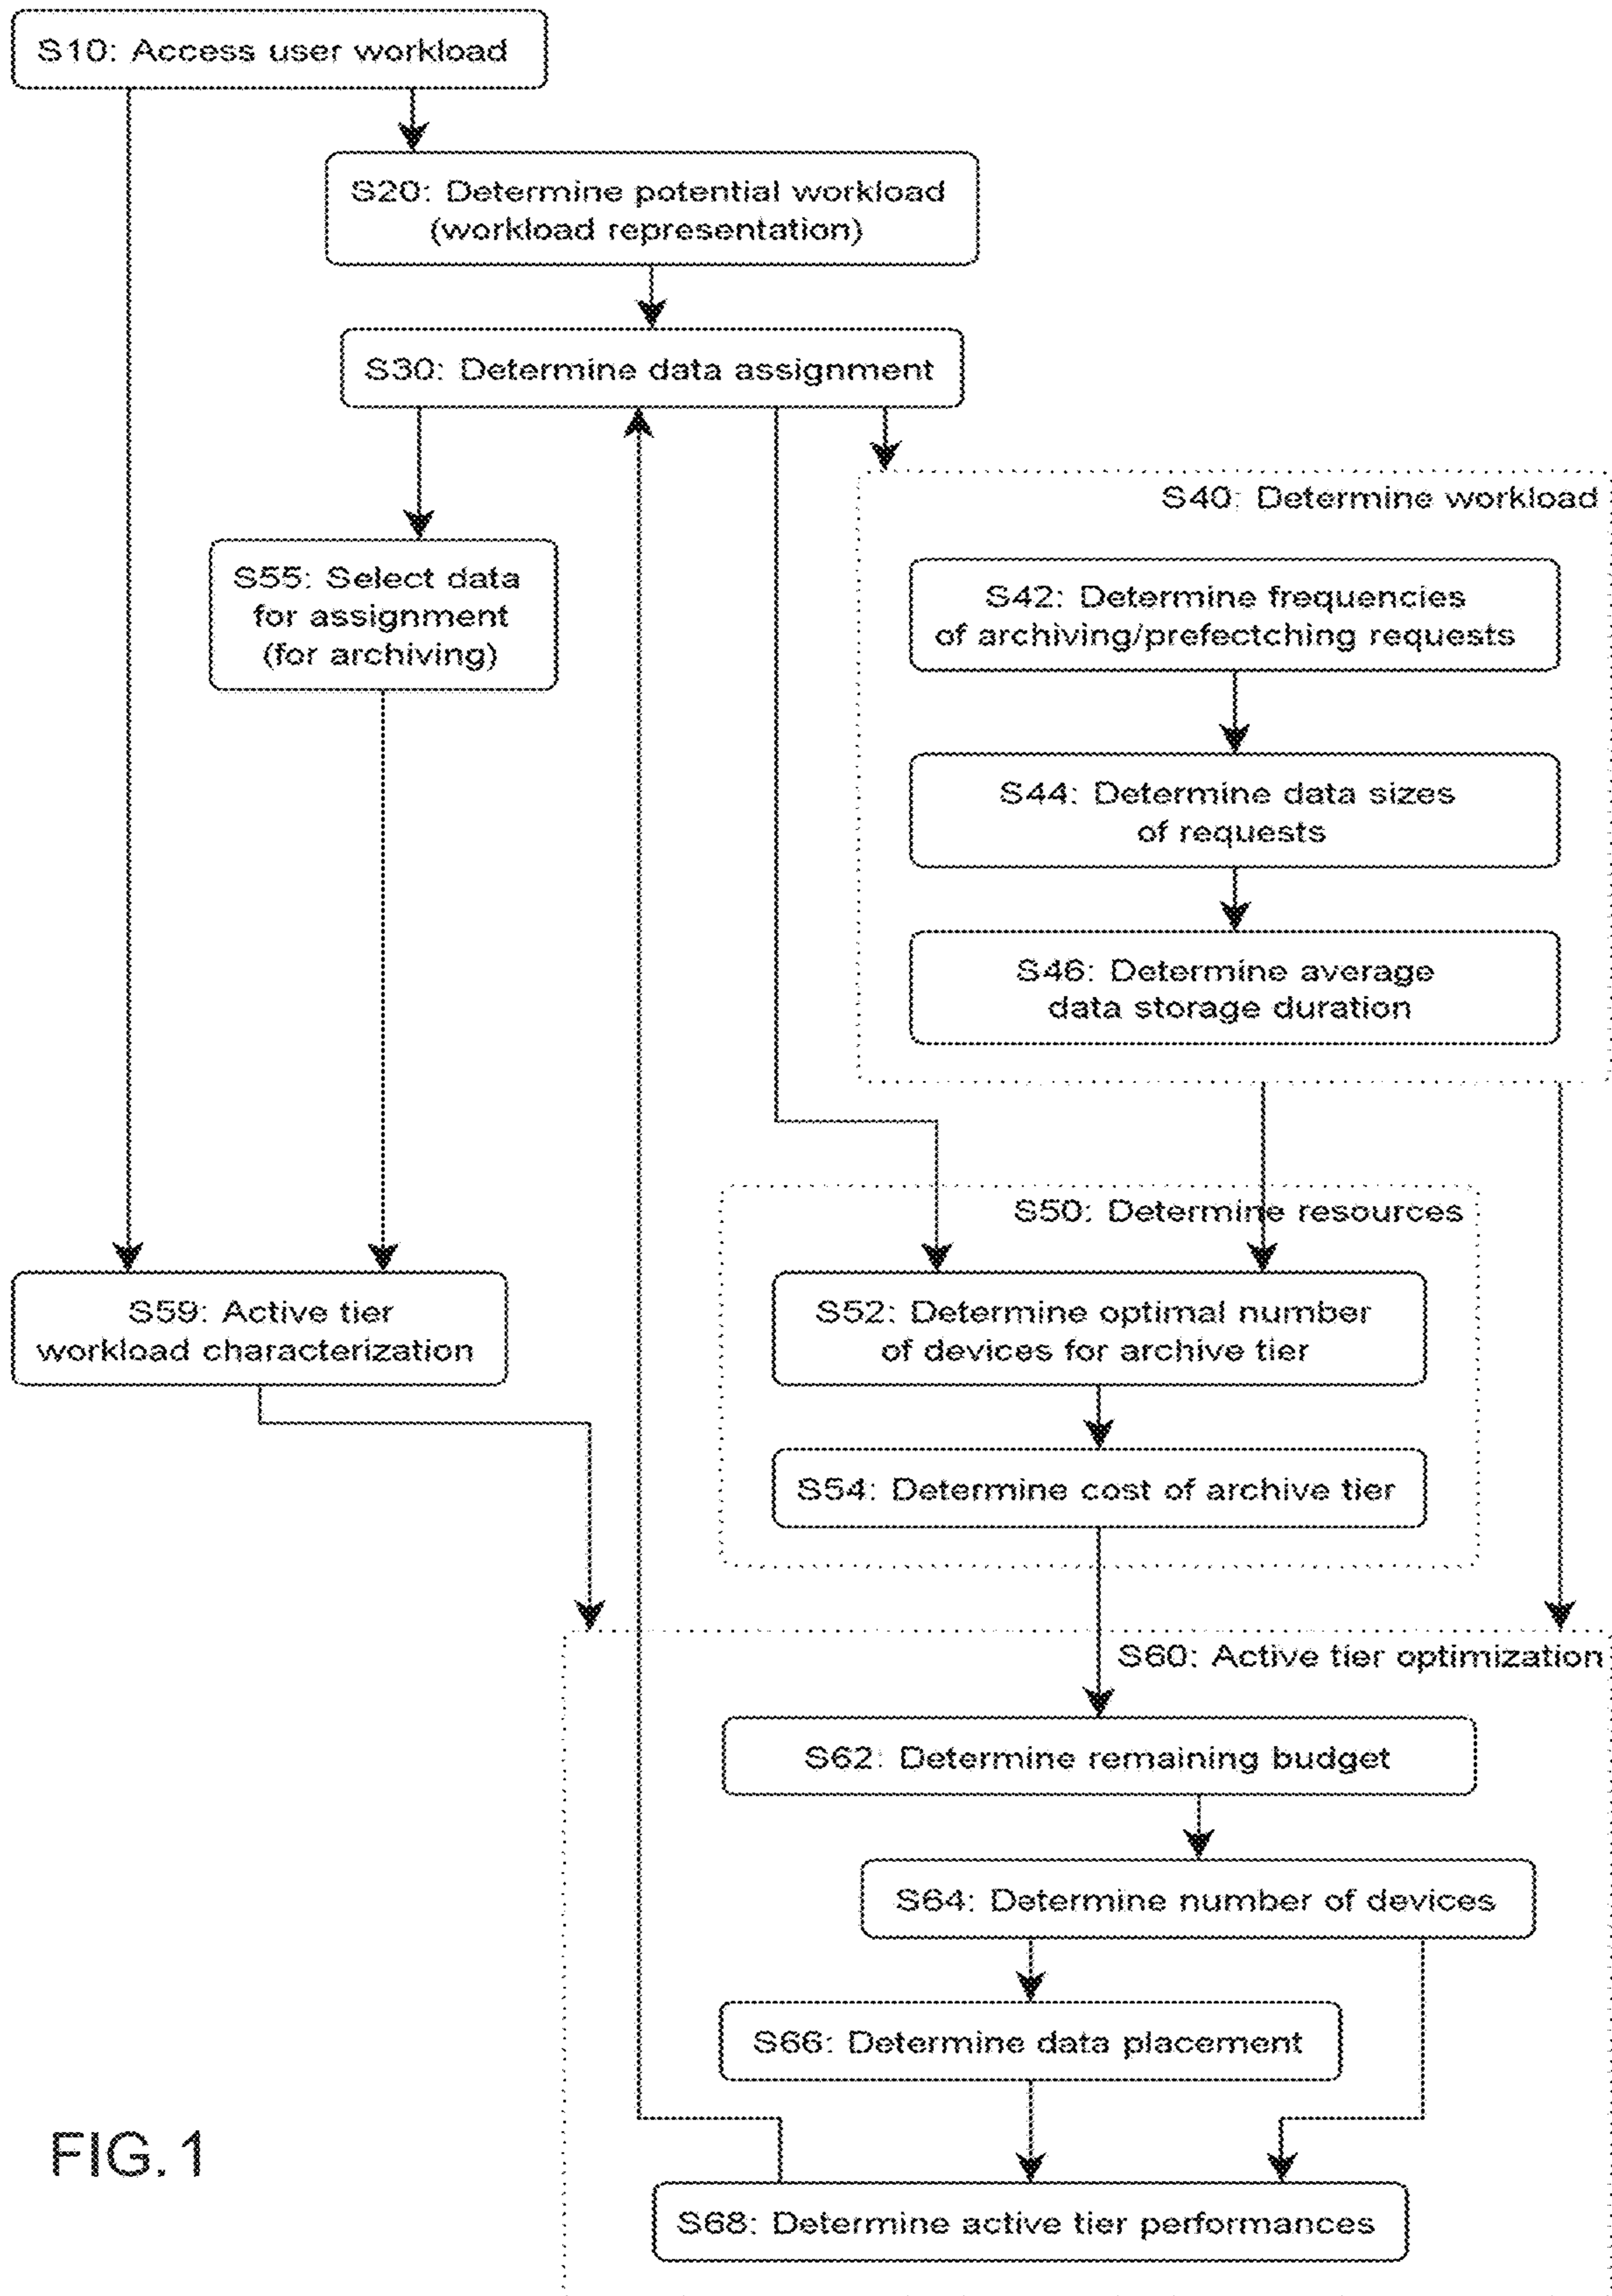 S10: Access user workload
S20: Determine potential workload
(workload representation)
S30: Determine data assignment
S40: Determine workload
S55: Select data
for assignment
(for archiving)
S42: Determine frequencies
of archiving/prefectching requests
S44: Determine data sizes
of requests
S46: Determine average
data storage duration
S50: Determine resources
S59: Active tier
workload characterization
S52: Determine optimal number
of devices for archive tier
S54: Determine cost of archive tier
S60: Active tier optimization
S62: Determine remaining budget
S64: Determine number of devices
S66: Determine data placement
S68: Determine active tier performances
FIG. 1